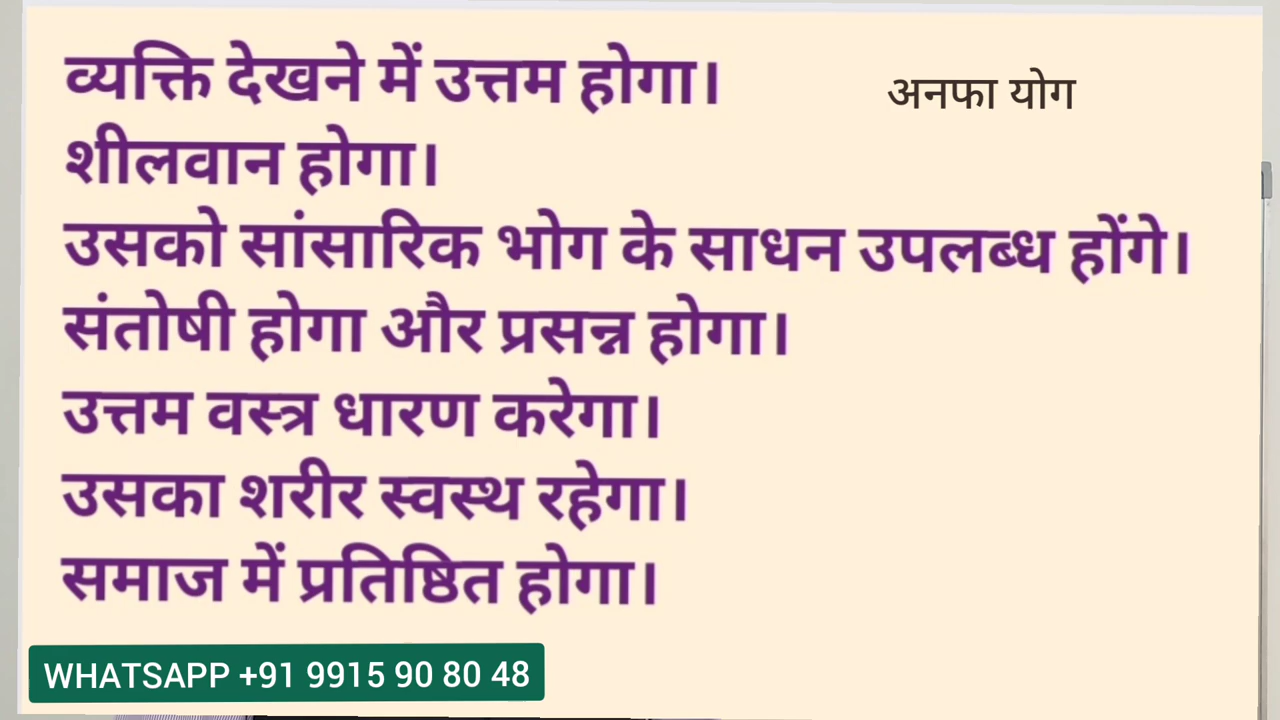 व्यक्ति देखने में उत्तम होगा।
अनफा योग
शीलवान होगा।
उसको सांसारिक भोग के साधन उपलब्ध होंगे।
संतोषी होगा और प्रसन्न होगा।
उत्तम वस्त्र धारण करेगा।
उसका शरीर स्वस्थ रहेगा।
समाज में प्रतिष्ठित होगा।
WHATSAPP +91 9915 90 80 48